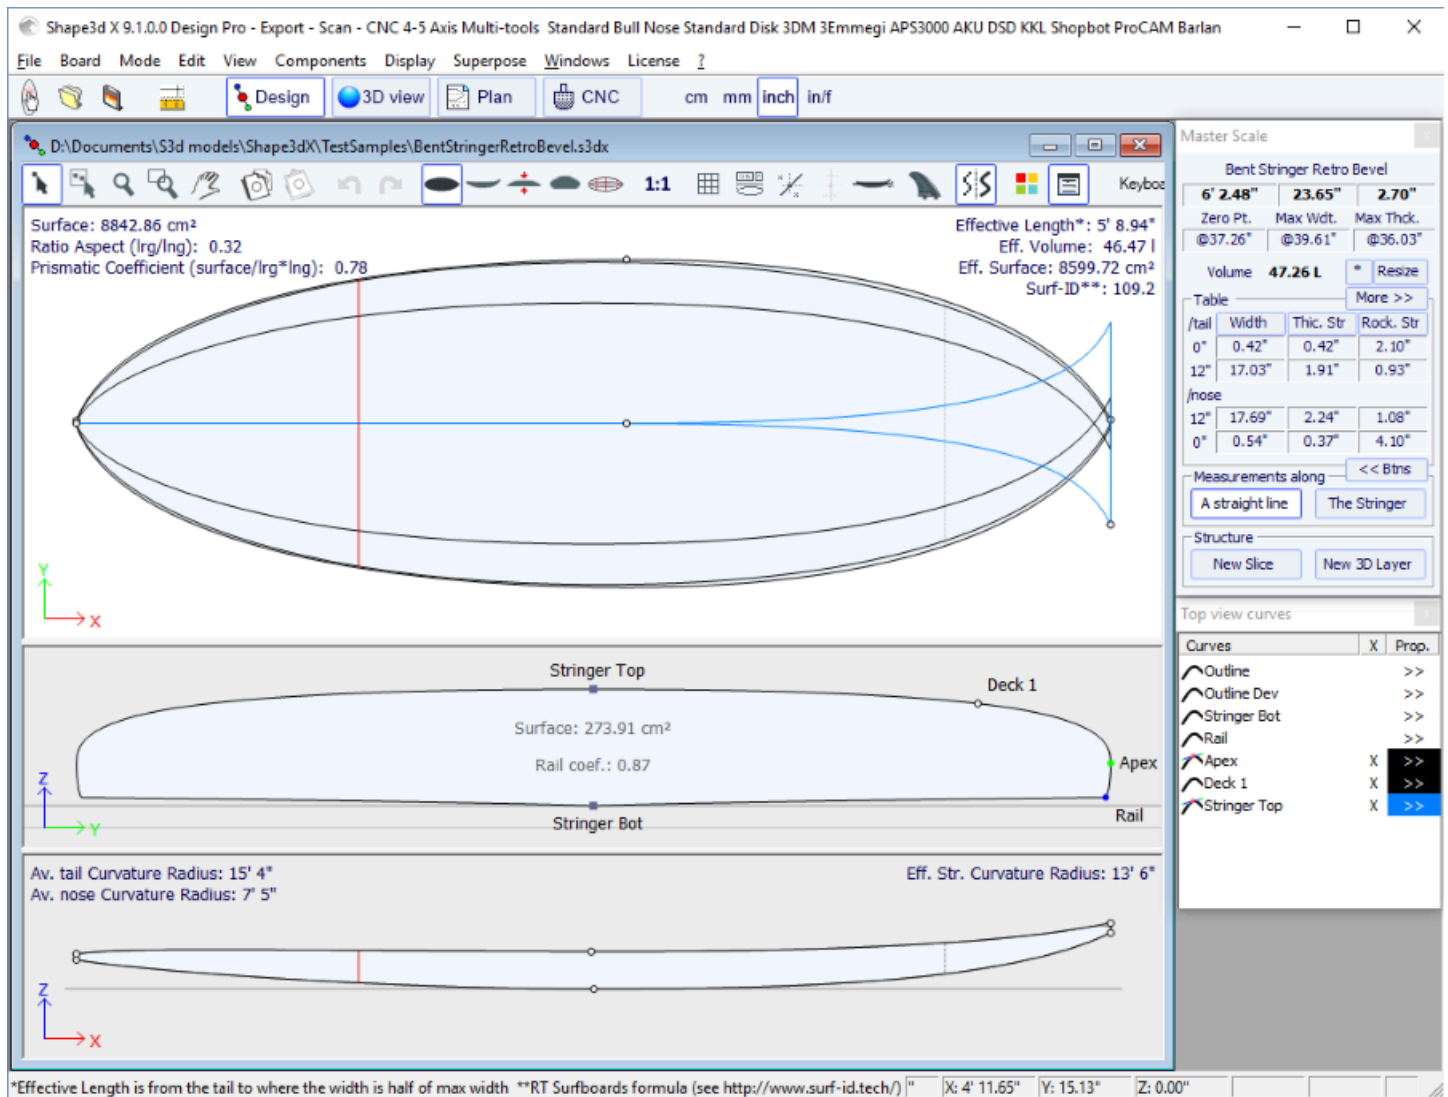 Shape3d X 9.1.0.0 Design Pro - Export - Scan - CNC 4-5 Axis Multi-tools  Standard Bull Nose Standard Disk 3DM 3Emmegi APS3000 AKU DSD KKL Shopbot ProCAM Barlan
File Board Mode Edit View Components Display Superpose Windows License ?
Design 3D view Plan CNC cm mm inch in/f
D:\Documents\S3d models\Shape3dX\TestSamples\BentStringerRetroBevel.s3dx
1:1 Keyboa
Surface: 8842.86 cm²
Ratio Aspect (lrg/lng): 0.32
Prismatic Coefficient (surface/lrg*lng): 0.78
Effective Length*: 5' 8.94"
Eff. Volume: 46.47 l
Eff. Surface: 8599.72 cm²
Surf-ID**: 109.2
Y
X
Stringer Top
Deck 1
Surface: 273.91 cm²
Rail coef.: 0.87
Apex
Z
Y
Rail
Stringer Bot
Av. tail Curvature Radius: 15' 4"
Av. nose Curvature Radius: 7' 5"
Eff. Str. Curvature Radius: 13' 6"
Z
X
Master Scale
Bent Stringer Retro Bevel
6' 2.48" 23.65" 2.70"
Zero Pt. Max Wdt. Max Thck.
@37.26" @39.61" @36.03"
Volume 47.26 L * Resize
Table More >>
/tail Width Thic. Str Rock. Str
0" 0.42" 0.42" 2.10"
12" 17.03" 1.91" 0.93"
/nose
12" 17.69" 2.24" 1.08"
0" 0.54" 0.37" 4.10"
<< Btns
Measurements along
A straight line The Stringer
Structure
New Slice New 3D Layer
Top view curves
Curves X Prop.
Outline >>
Outline Dev >>
Stringer Bot >>
Rail >>
Apex X >>
Deck 1 X >>
Stringer Top X >>
*Effective Length is from the tail to where the width is half of max width  **RT Surfboards formula (see http://www.surf-id.tech/) " X: 4' 11.65" Y: 15.13" Z: 0.00"